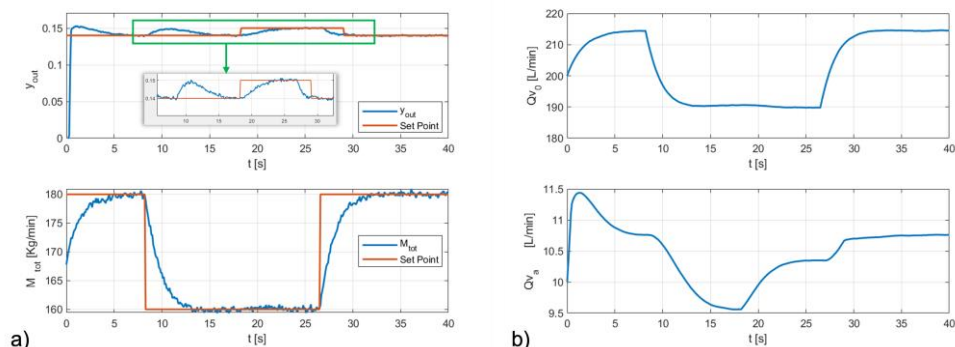 0.15
0.1
0.05
0
y_out
0 5 10 15 20 25 30 35 40
t [s]
0.15
0.14
10 15 20 25 30
y_out
Set Point
180
175
170
165
160
M_tot [Kg/min]
0 5 10 15 20 25 30 35 40
t [s]
M_tot
Set Point
a)
220
210
200
190
180
Qv_0 [L/min]
0 5 10 15 20 25 30 35 40
t [s]
11.5
11
10.5
10
9.5
Qv_a [L/min]
0 5 10 15 20 25 30 35 40
t [s]
b)